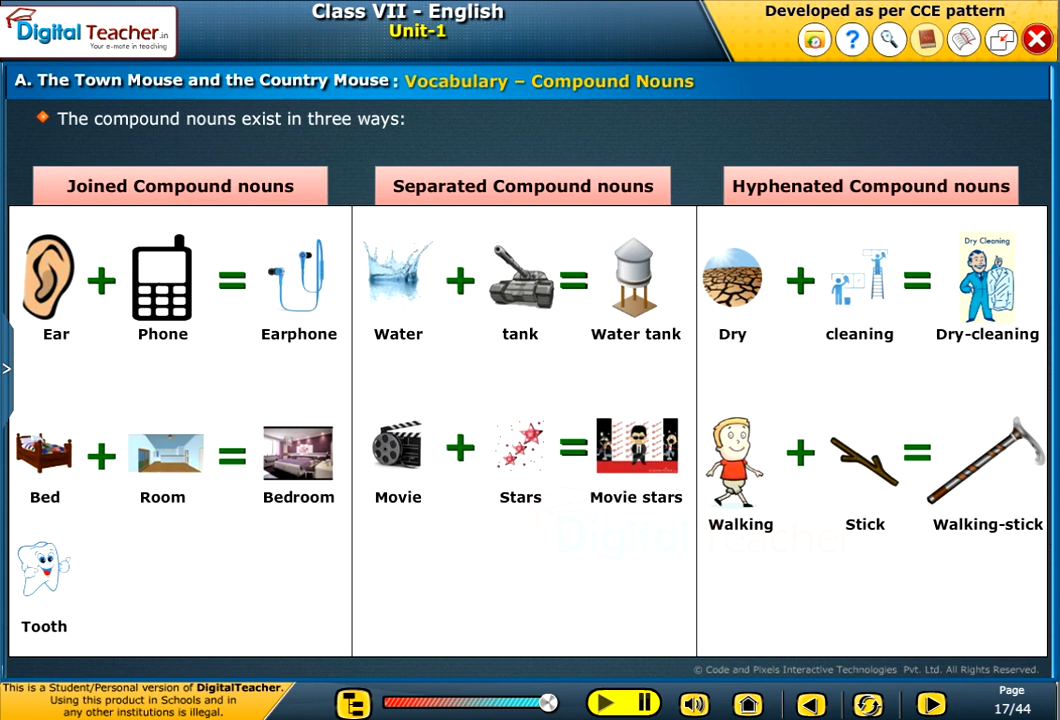 Digital Teacher.in
Your e-mate in teaching
Class VII - English
Unit-1
Developed as per CCE pattern
A. The Town Mouse and the Country Mouse : Vocabulary – Compound Nouns
The compound nouns exist in three ways:
Joined Compound nouns
Separated Compound nouns
Hyphenated Compound nouns
+ =
Ear Phone Earphone
+ =
Water tank Water tank
Dry Cleaning
+ =
Dry cleaning Dry-cleaning
+ =
Bed Room Bedroom
+ =
Movie Stars Movie stars
+ =
Walking Stick Walking-stick
Digital Teacher
Tooth
© Code and Pixels Interactive Technologies Pvt. Ltd. All Rights Reserved.
This is a Student/Personal version of DigitalTeacher.
Using this product in Schools and in
any other institutions is illegal.
Page
17/44